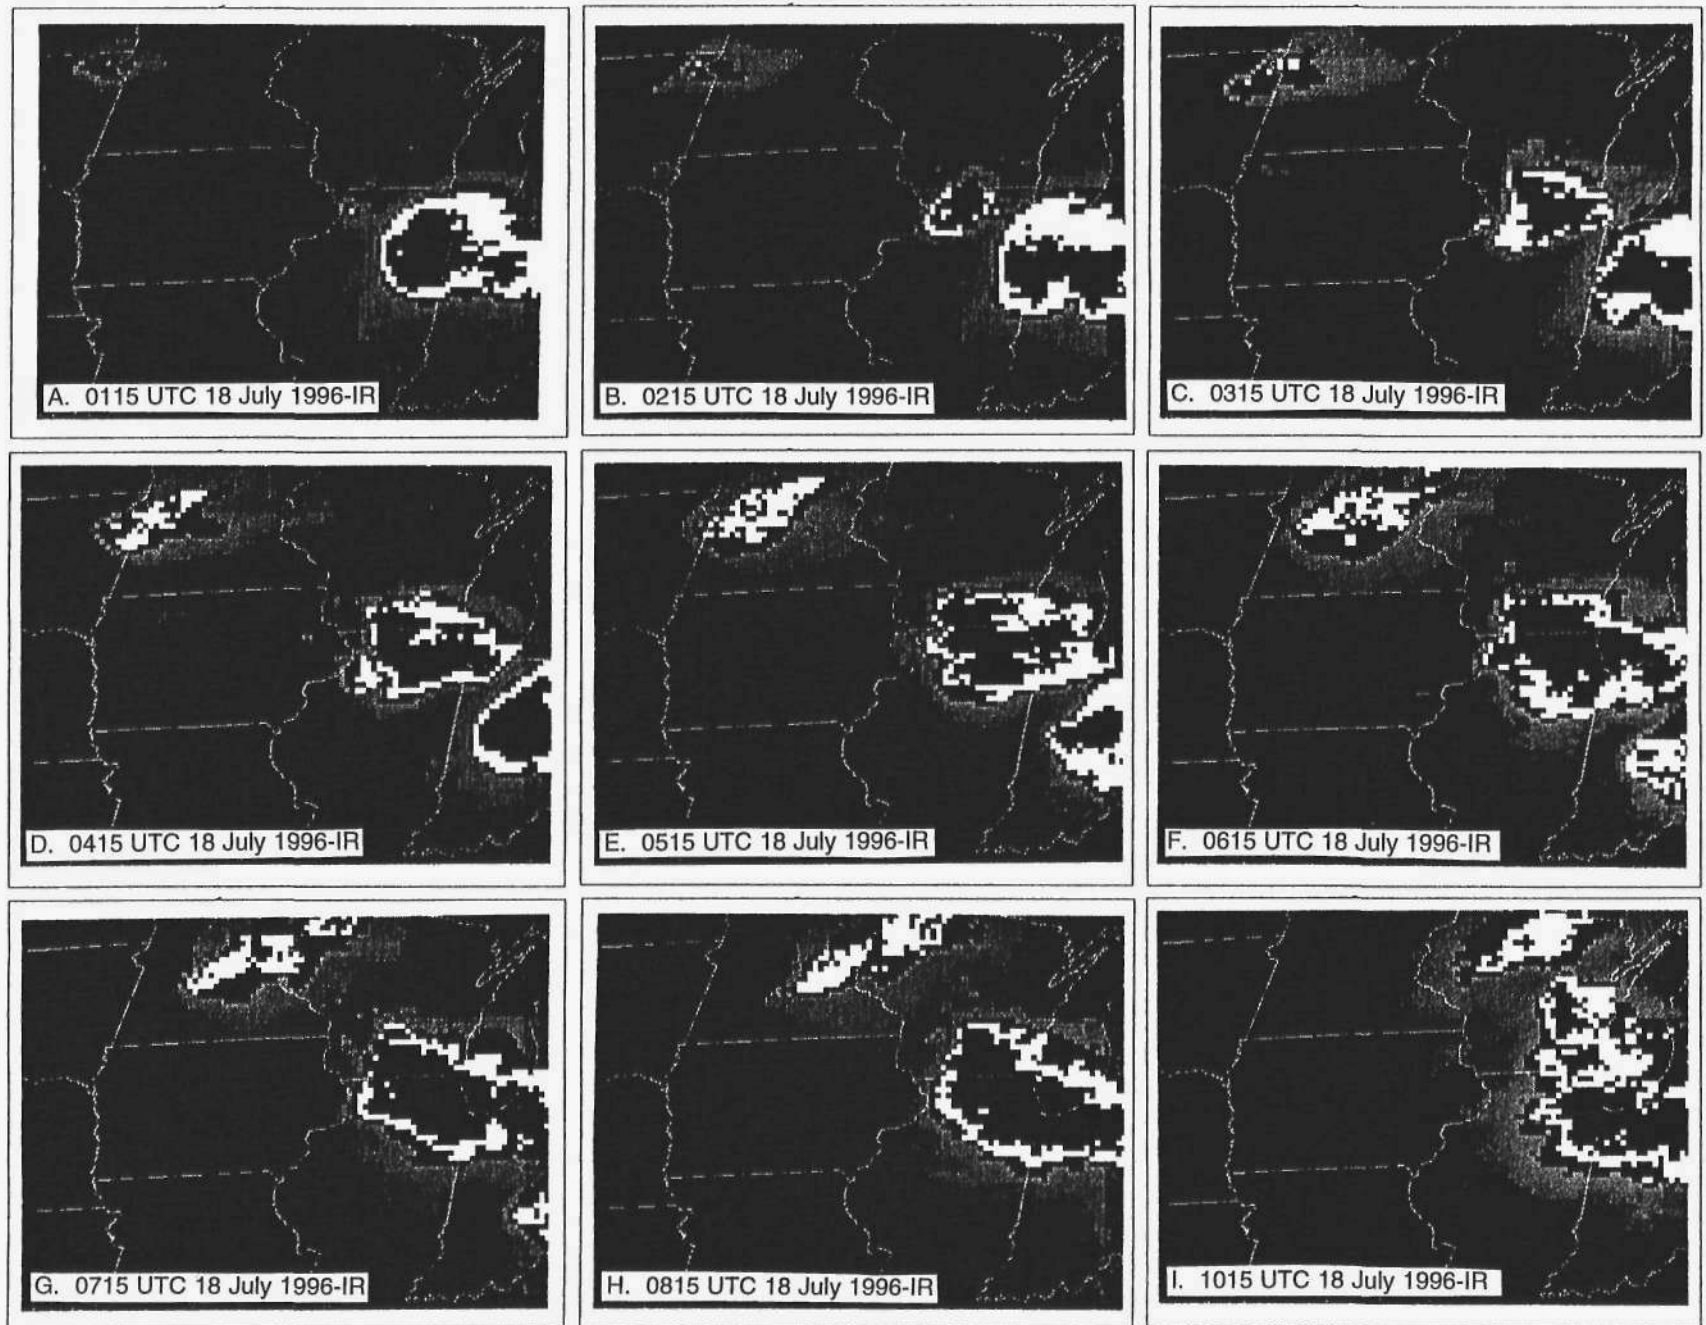 A. 0115 UTC 18 July 1996-IR
B. 0215 UTC 18 July 1996-IR
C. 0315 UTC 18 July 1996-IR
D. 0415 UTC 18 July 1996-IR
E. 0515 UTC 18 July 1996-IR
F. 0615 UTC 18 July 1996-IR
G. 0715 UTC 18 July 1996-IR
H. 0815 UTC 18 July 1996-IR
I. 1015 UTC 18 July 1996-IR